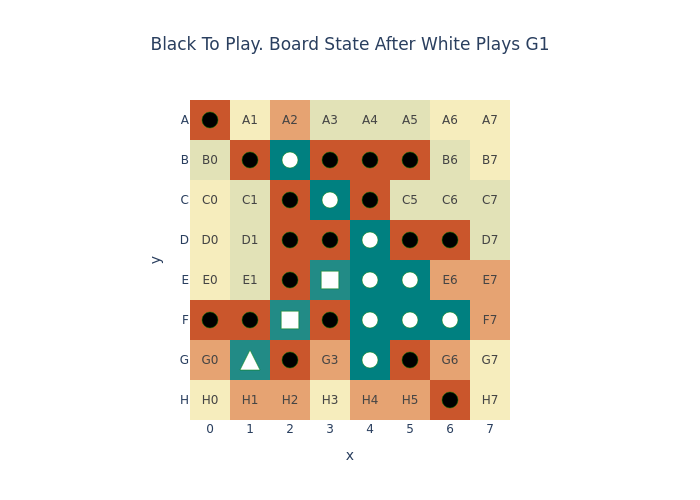 Black To Play. Board State After White Plays G1
A A1 A2 A3 A4 A5 A6 A7
B B0 B6 B7
C C0 C1 C5 C6 C7
D D0 D1 D7
y
E E0 E1 E6 E7
F F7
G G0 G3 G6 G7
H H0 H1 H2 H3 H4 H5 H7
0 1 2 3 4 5 6 7
x